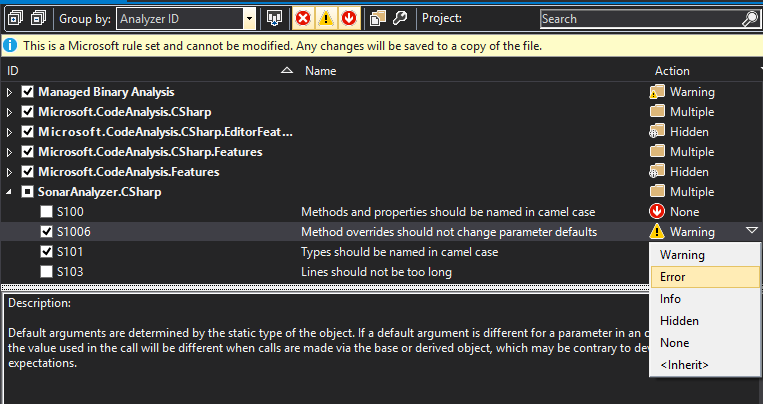 Group by: Analyzer ID Project: Search
This is a Microsoft rule set and cannot be modified. Any changes will be saved to a copy of the file.
ID Name Action
Managed Binary Analysis Warning
Microsoft.CodeAnalysis.CSharp Multiple
Microsoft.CodeAnalysis.CSharp.EditorFeat... Hidden
Microsoft.CodeAnalysis.CSharp.Features Multiple
Microsoft.CodeAnalysis.Features Hidden
SonarAnalyzer.CSharp Multiple
S100 Methods and properties should be named in camel case None
S1006 Method overrides should not change parameter defaults Warning
S101 Types should be named in camel case
S103 Lines should not be too long
Warning
Error
Info
Hidden
None
<Inherit>
Description:
Default arguments are determined by the static type of the object. If a default argument is different for a parameter in an
the value used in the call will be different when calls are made via the base or derived object, which may be contrary to
expectations.